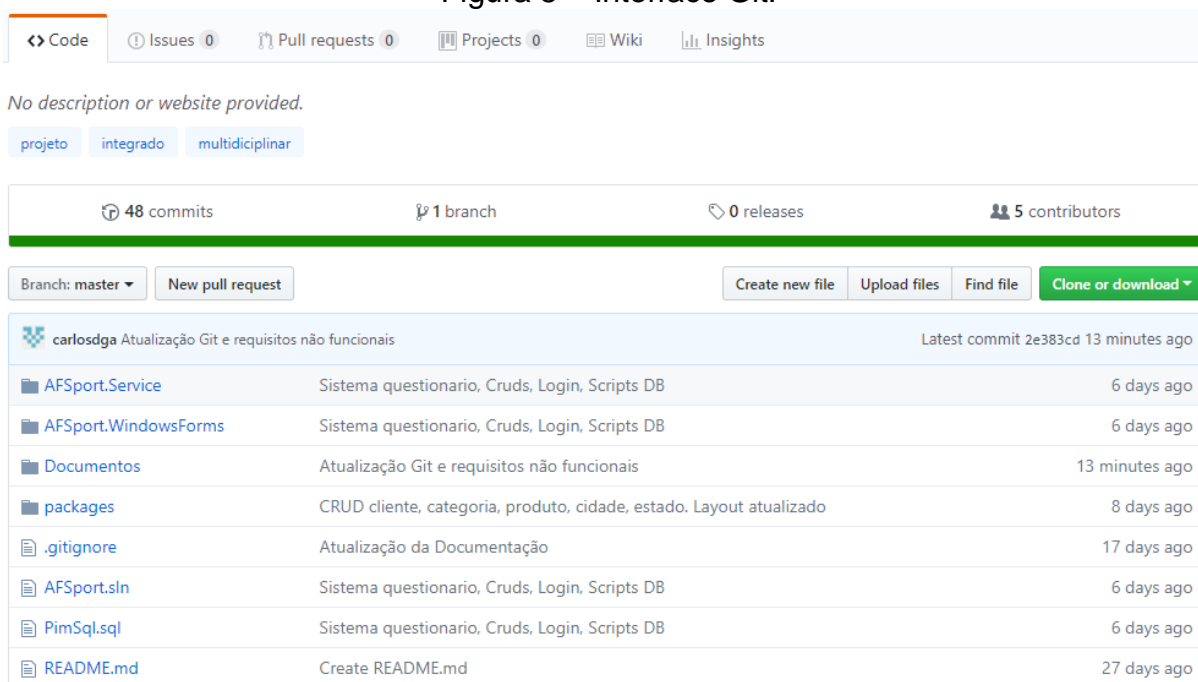 Figura 8 – Interface Git.
Code Issues 0 Pull requests 0 Projects 0 Wiki Insights
No description or website provided.
projeto integrado multidiciplinar
48 commits 1 branch 0 releases 5 contributors
Branch: master New pull request Create new file Upload files Find file Clone or download
carlosdga Atualização Git e requisitos não funcionais Latest commit 2e383cd 13 minutes ago
AFSport.Service Sistema questionario, Cruds, Login, Scripts DB 6 days ago
AFSport.WindowsForms Sistema questionario, Cruds, Login, Scripts DB 6 days ago
Documentos Atualização Git e requisitos não funcionais 13 minutes ago
packages CRUD cliente, categoria, produto, cidade, estado. Layout atualizado 8 days ago
.gitignore Atualização da Documentação 17 days ago
AFSport.sln Sistema questionario, Cruds, Login, Scripts DB 6 days ago
PimSql.sql Sistema questionario, Cruds, Login, Scripts DB 6 days ago
README.md Create README.md 27 days ago